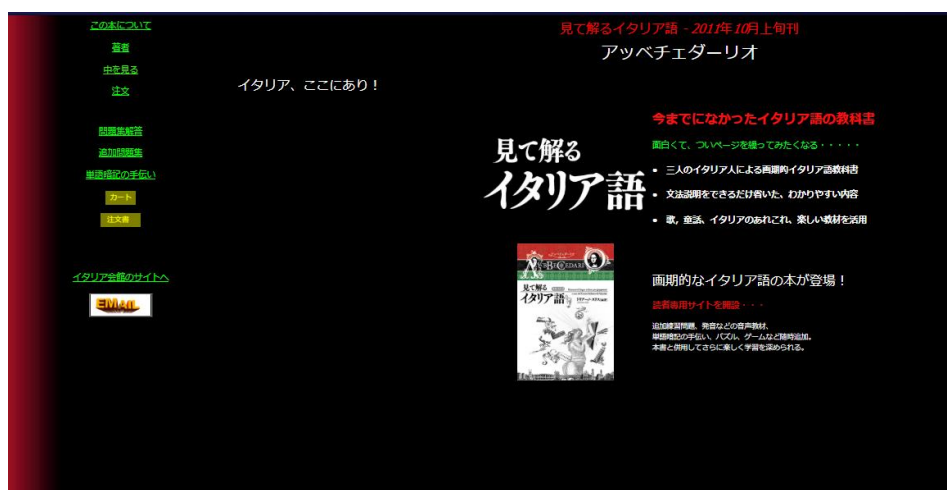 この本について
著者
中を見る
注文
問題集解答
追加問題集
単語暗記の手伝い
カート
注文書
イタリア会館のサイトへ
EMAIL
見て解るイタリア語 - 2011年10月上旬刊
アッベチェダーリオ
イタリア、ここにあり！
見て解る
イタリア語
今までになかったイタリア語の教科書
面白くて、ついページを綴ってみたくなる・・・・・
• 三人のイタリア人による画期的イタリア語教科書
• 文法説明をできるだけ省いた、わかりやすい内容
• 歌, 童話、イタリアのあれこれ、楽しい教材を活用
見て解る
イタリア語
画期的なイタリア語の本が登場！
読者専用サイトを開設・・・
追加練習問題、発音などの音声教材、
単語暗記の手伝い、パズル、ゲームなど随時追加。
本書と併用してさらに楽しく学習を深められる。